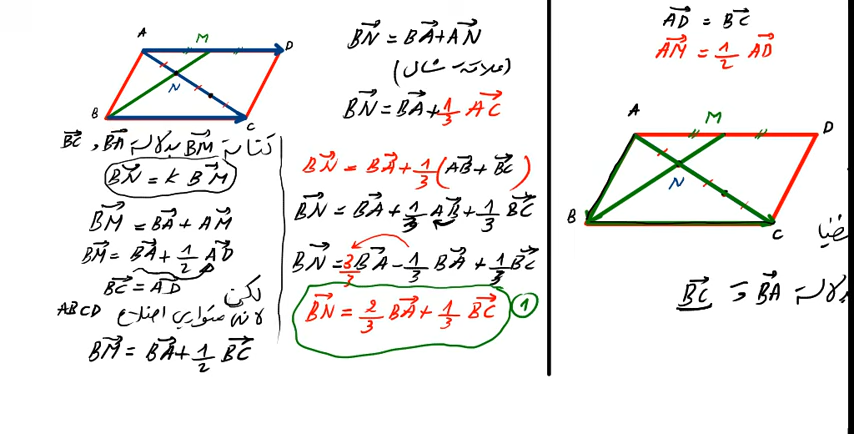 A M D
N
B C
كتابة BM⃗ بدلالة BA⃗ , BC⃗
BN⃗ = k BM⃗
BM⃗ = BA⃗ + AM⃗
BM⃗ = BA⃗ + 1/2 AD⃗
لكن BC⃗ = AD⃗
لان متوازي اضلاع ABCD
BM⃗ = BA⃗ + 1/2 BC⃗
BN⃗ = BA⃗ + AN⃗
(علاقة شال)
BN⃗ = BA⃗ + 1/3 AC⃗
BN⃗ = BA⃗ + 1/3 (AB⃗ + BC⃗)
BN⃗ = BA⃗ + 1/3 AB⃗ + 1/3 BC⃗
BN⃗ = 3/3 BA⃗ - 1/3 BA⃗ + 1/3 BC⃗
BN⃗ = 2/3 BA⃗ + 1/3 BC⃗ 1
AD⃗ = BC⃗
AM⃗ = 1/2 AD⃗
A M D
N
B C
BA⃗ و BC⃗